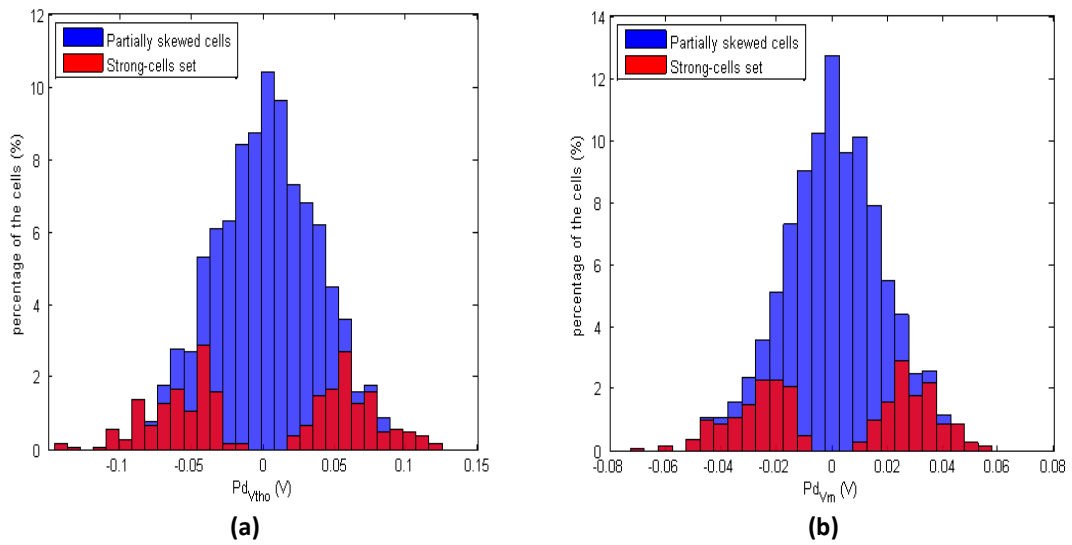 12
10
8
6
4
2
0
percentage of the cells (%)
Partially skewed cells
Strong-cells set
-0.1 -0.05 0 0.05 0.1 0.15
Pd_Vtho (V)
(a)
14
12
10
8
6
4
2
0
percentage of the cells (%)
Partially skewed cells
Strong-cells set
-0.08 -0.06 -0.04 -0.02 0 0.02 0.04 0.06 0.08
Pd_Vm (V)
(b)